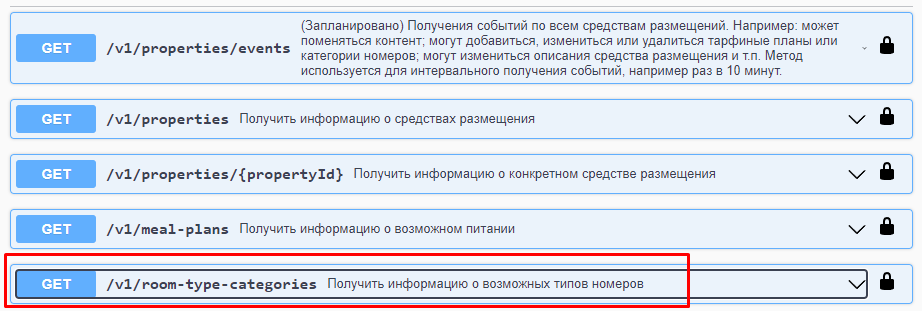 (Запланировано) Получения событий по всем средствам размещений. Например: может
GET /v1/properties/events поменяться контент; могут добавиться, измениться или удалиться тарфиные планы или
категории номеров; могут измениться описания средства размещения и т.п. Метод
используется для интервального получения событий, например раз в 10 минут.
GET /v1/properties Получить информацию о средствах размещения
GET /v1/properties/{propertyId} Получить информацию о конкретном средстве размещения
GET /v1/meal-plans Получить информацию о возможном питании
GET /v1/room-type-categories Получить информацию о возможных типов номеров